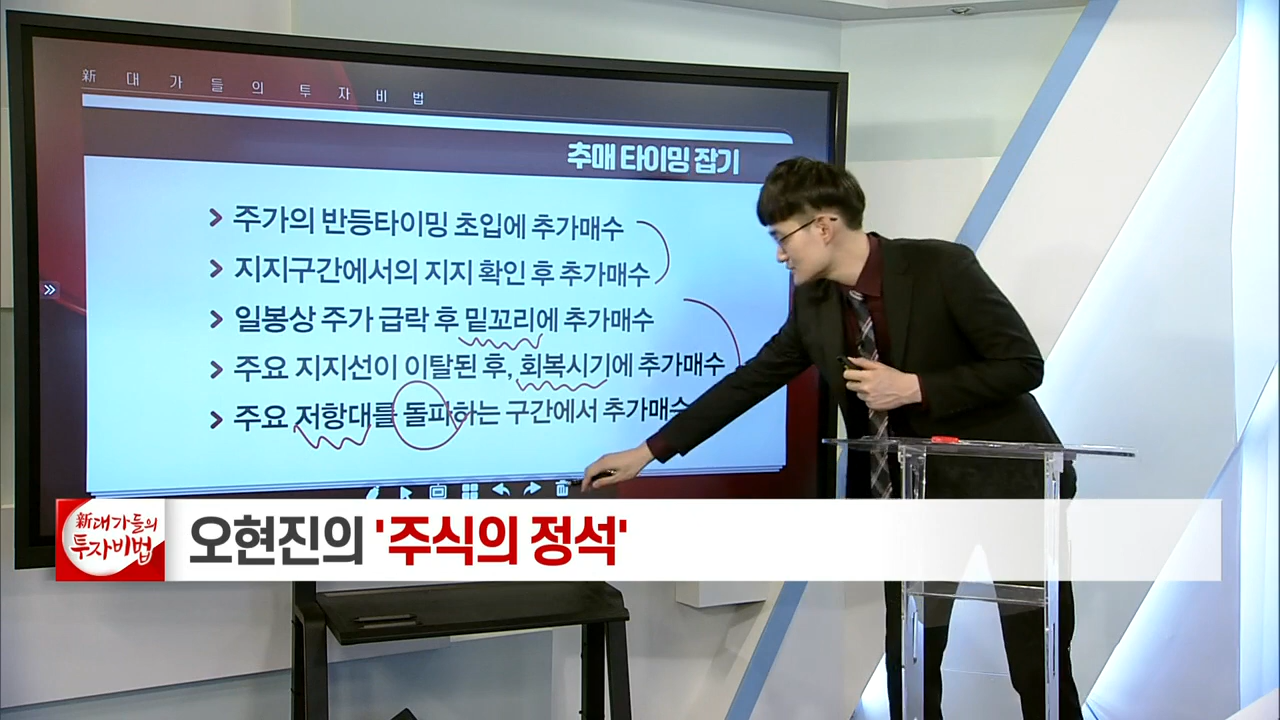 新 대 가 들 의 투 자 비 법
추매 타이밍 잡기
주가의 반등타이밍 초입에 추가매수
지지구간에서의 지지 확인 후 추가매수
일봉상 주가 급락 후 밑꼬리에 추가매수
주요 지지선이 이탈된 후, 회복시기에 추가매수
주요 저항대를 돌파하는 구간에서 추가매수
新대가들의
투자비법
오현진의 '주식의 정석'